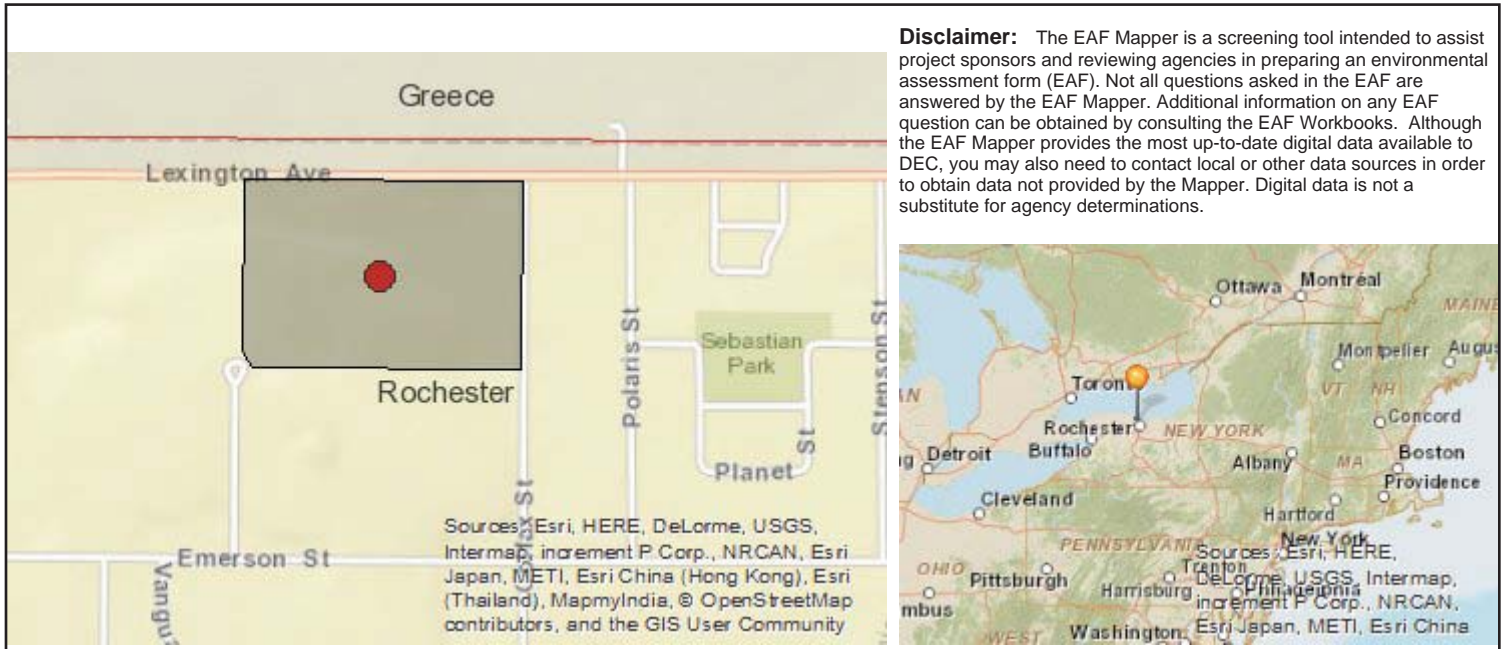 Disclaimer: The EAF Mapper is a screening tool intended to assist
project sponsors and reviewing agencies in preparing an environmental
assessment form (EAF). Not all questions asked in the EAF are
answered by the EAF Mapper. Additional information on any EAF
question can be obtained by consulting the EAF Workbooks. Although
the EAF Mapper provides the most up-to-date digital data available to
DEC, you may also need to contact local or other data sources in order
to obtain data not provided by the Mapper. Digital data is not a
substitute for agency determinations.
Greece
Lexington Ave
Rochester
Polaris St
Sebastian
Park
Stenson St
Planet St
Emerson St
Sources: Esri, HERE, DeLorme, USGS,
Intermap, increment P Corp., NRCAN, Esri
Japan, METI, Esri China (Hong Kong), Esri
(Thailand), MapmyIndia, © OpenStreetMap
contributors, and the GIS User Community
Ottawa
Montréal
MAINE
Montpelier
Augus
Toronto
VT
NH
Concord
Rochester
NEW YORK
Buffalo
Detroit
Albany
MA
Boston
Providence
Cleveland
Hartford
New York
PENNSYLVANIA
Trenton
OHIO
Pittsburgh
Harrisburg
Philadelphia
mbus
WEST
Washington
Sources: Esri, HERE,
DeLorme, USGS, Intermap,
increment P Corp., NRCAN,
Esri Japan, METI, Esri China